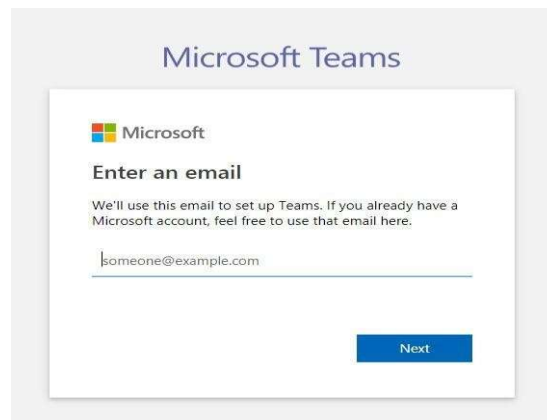 Microsoft Teams
Microsoft
Enter an email
We'll use this email to set up Teams. If you already have a
Microsoft account, feel free to use that email here.
someone@example.com
Next